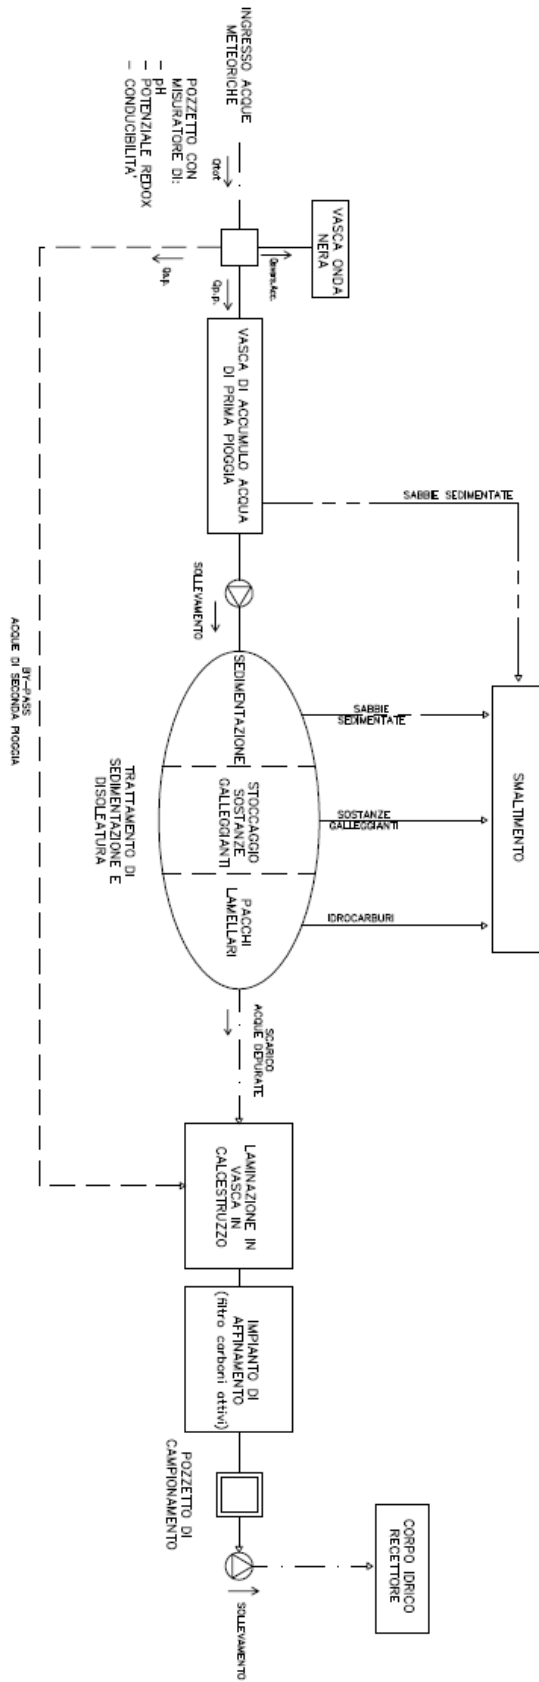 INGRESSO ACQUE
METEORICHE
POZZETTO CON
MISURATORE DI:
- pH
- POTENZIALE REDOX
- CONDUCIBILITA'
Qtot
VASCA ONDA
NERA
Qsvers.Acc.
Qs.p.
Qp.p.
VASCA DI ACCUMULO ACQUA
DI PRIMA PIOGGIA
SABBIE SEDIMENTATE
SOLLEVAMENTO
SEDIMENTAZIONE
STOCCAGGIO
SOSTANZE
GALLEGGIANTI
PACCHI
LAMELLARI
TRATTAMENTO DI
SEDIMENTAZIONE E
DISOLEATURA
SABBIE
SEDIMENTATE
SOSTANZE
GALLEGGIANTI
IDROCARBURI
SMALTIMENTO
BY-PASS
ACQUE DI SECONDA PIOGGIA
SCARICO
ACQUE DEPURATE
LAMINAZIONE IN
VASCA IN
CALCESTRUZZO
IMPIANTO DI
AFFINAMENTO
(filtro carboni attivi)
POZZETTO DI
CAMPIONAMENTO
SOLLEVAMENTO
CORPO IDRICO
RECETTORE